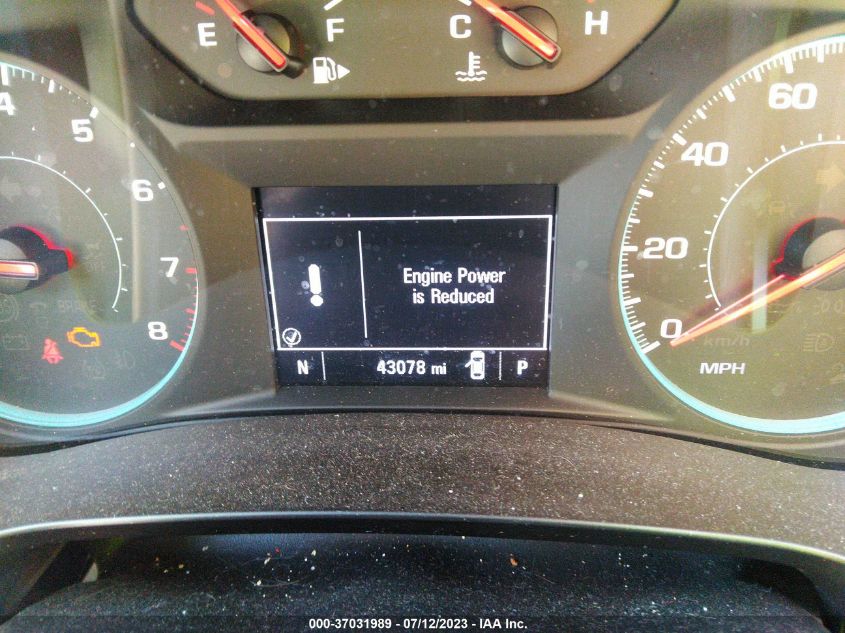 E F C H
4
5
6
7
8
60
40
20
0
km/h
MPH
BRAKE
Engine Power
is Reduced
N 43078 mi P
000-37031989 - 07/12/2023 - IAA Inc.